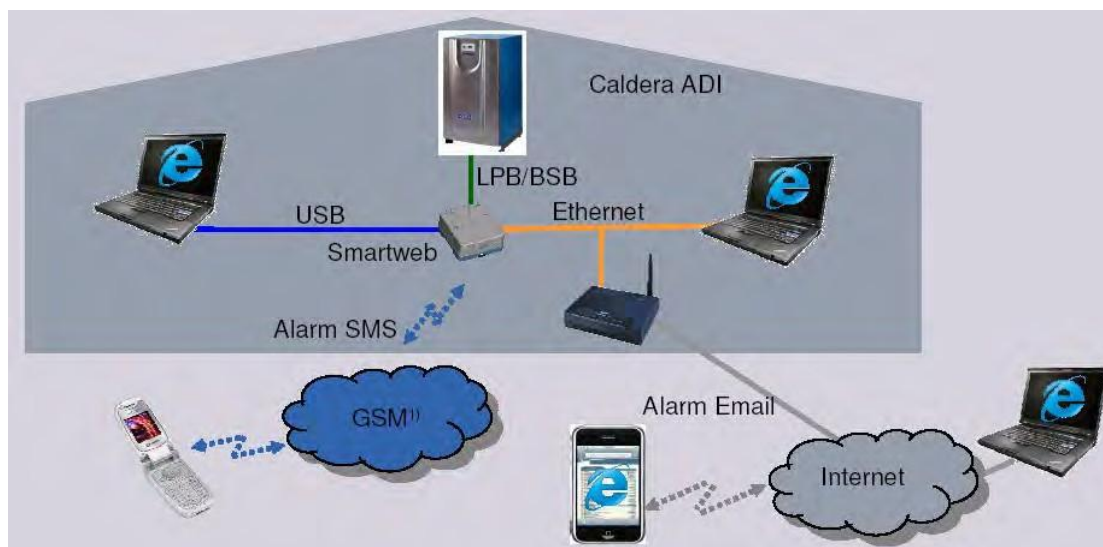 Caldera ADI
LPB/BSB
USB
Ethernet
Smartweb
Alarm SMS
GSM¹⁾
Alarm Email
Internet